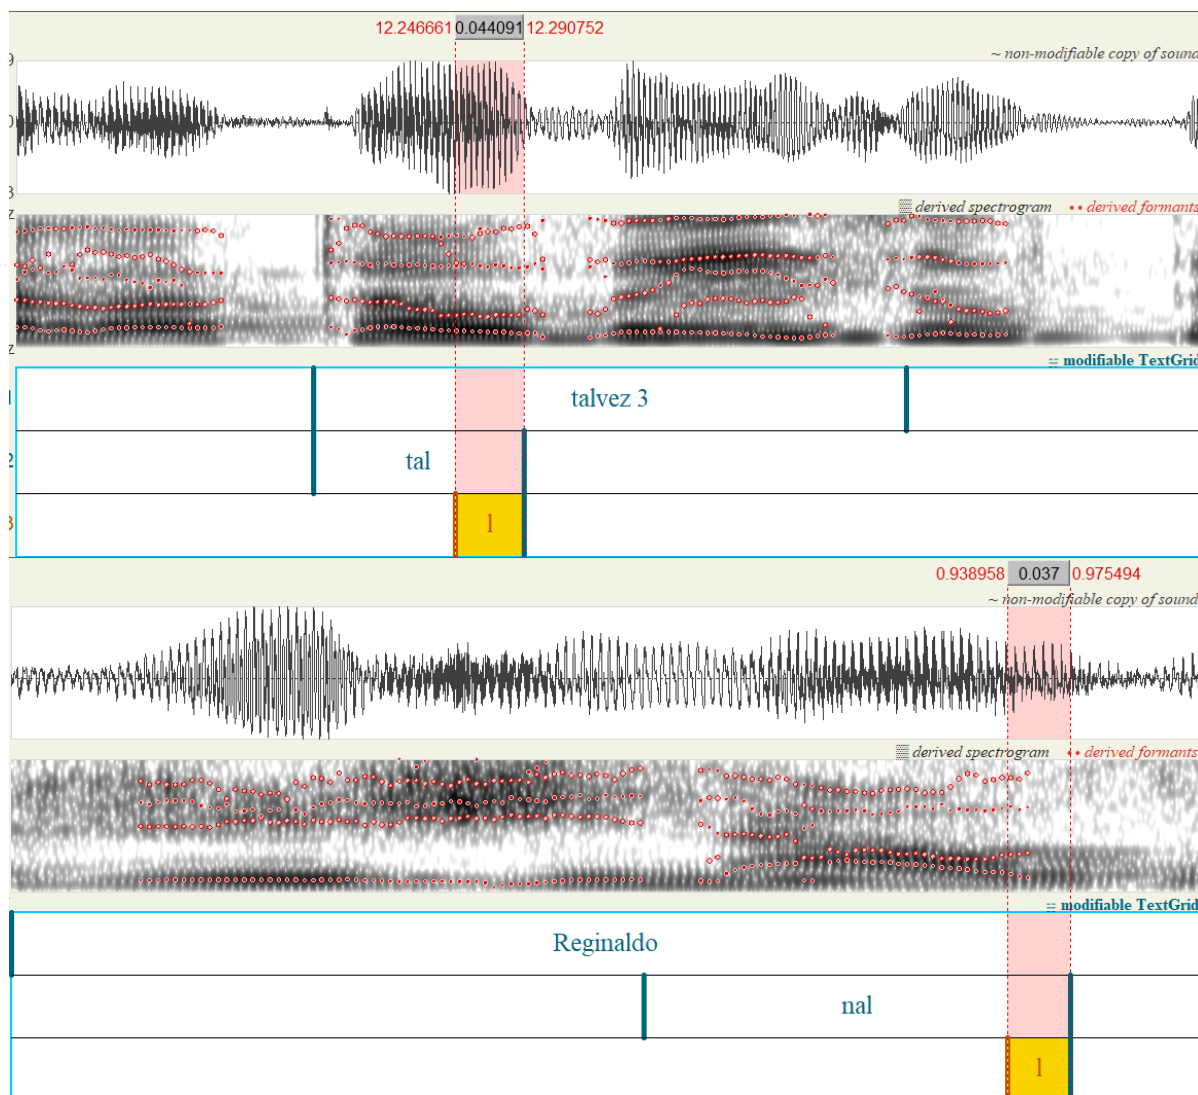 12.246661 0.044091 12.290752
~ non-modifiable copy of sound
derived spectrogram •• derived formants
modifiable TextGrid
talvez 3
tal
l
0.938958 0.037 0.975494
~ non-modifiable copy of sound
derived spectrogram •• derived formants
modifiable TextGrid
Reginaldo
nal
l